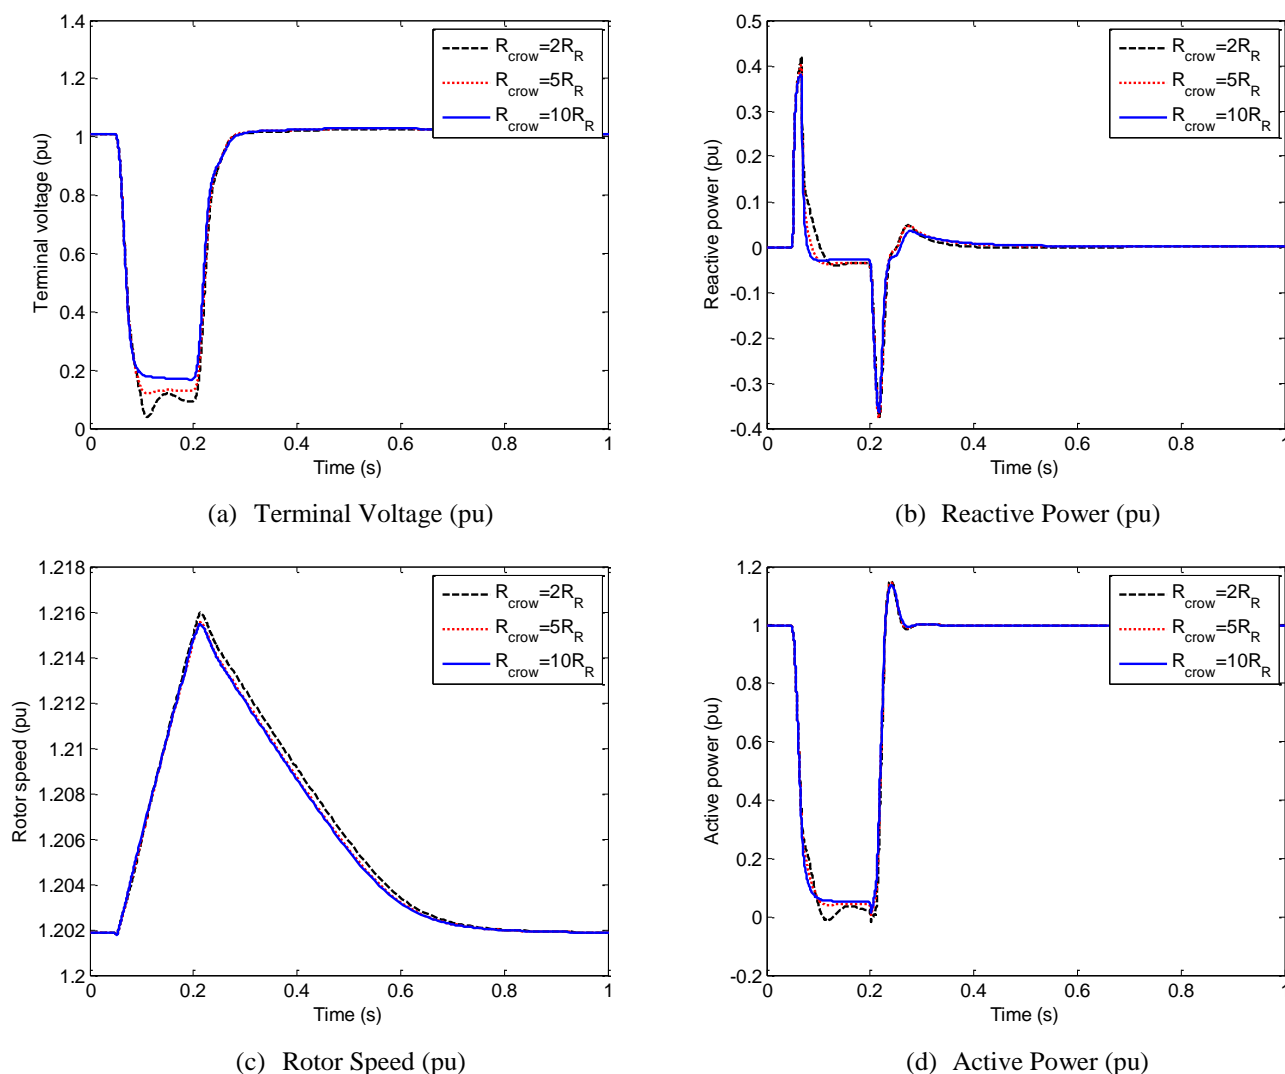 1.4
1.2
1
0.8
0.6
0.4
0.2
0
Terminal voltage (pu)
0 0.2 0.4 0.6 0.8 1
Time (s)
R_crow=2R_R
R_crow=5R_R
R_crow=10R_R
(a) Terminal Voltage (pu)
0.5
0.4
0.3
0.2
0.1
0
-0.1
-0.2
-0.3
-0.4
Reactive power (pu)
0 0.2 0.4 0.6 0.8 1
Time (s)
R_crow=2R_R
R_crow=5R_R
R_crow=10R_R
(b) Reactive Power (pu)
1.218
1.216
1.214
1.212
1.21
1.208
1.206
1.204
1.202
1.2
Rotor speed (pu)
0 0.2 0.4 0.6 0.8 1
Time (s)
R_crow=2R_R
R_crow=5R_R
R_crow=10R_R
(c) Rotor Speed (pu)
1.2
1
0.8
0.6
0.4
0.2
0
-0.2
Active power (pu)
0 0.2 0.4 0.6 0.8 1
Time (s)
R_crow=2R_R
R_crow=5R_R
R_crow=10R_R
(d) Active Power (pu)